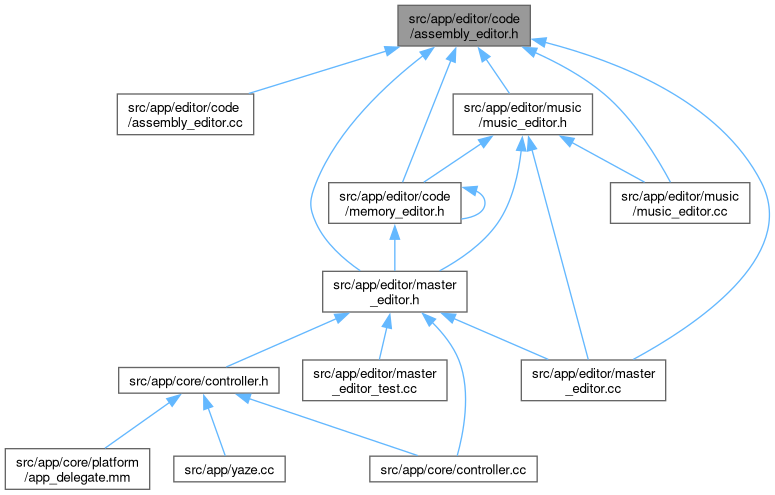 src/app/editor/code
/assembly_editor.h
src/app/editor/code
/assembly_editor.cc
src/app/editor/music
/music_editor.h
src/app/editor/code
/memory_editor.h
src/app/editor/music
/music_editor.cc
src/app/editor/master
_editor.h
src/app/core/controller.h
src/app/editor/master
_editor_test.cc
src/app/editor/master
_editor.cc
src/app/core/platform
/app_delegate.mm
src/app/yaze.cc
src/app/core/controller.cc